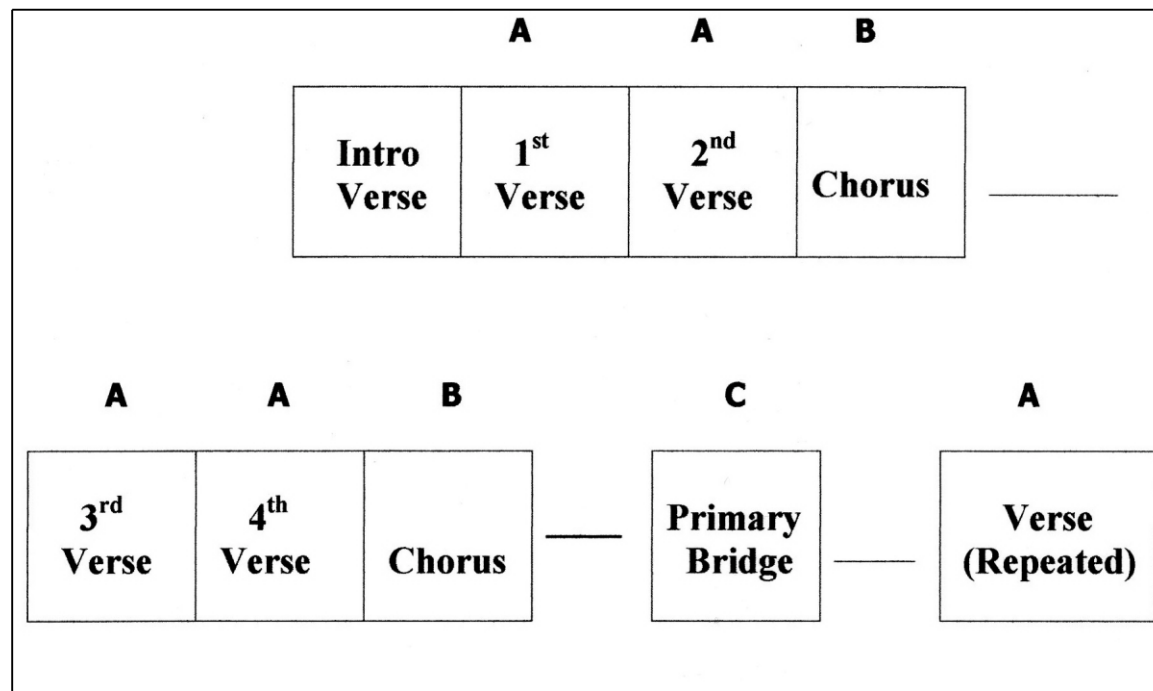 A A B
Intro Verse
1st Verse
2nd Verse
Chorus
A A B C A
3rd Verse
4th Verse
Chorus
Primary Bridge
Verse (Repeated)